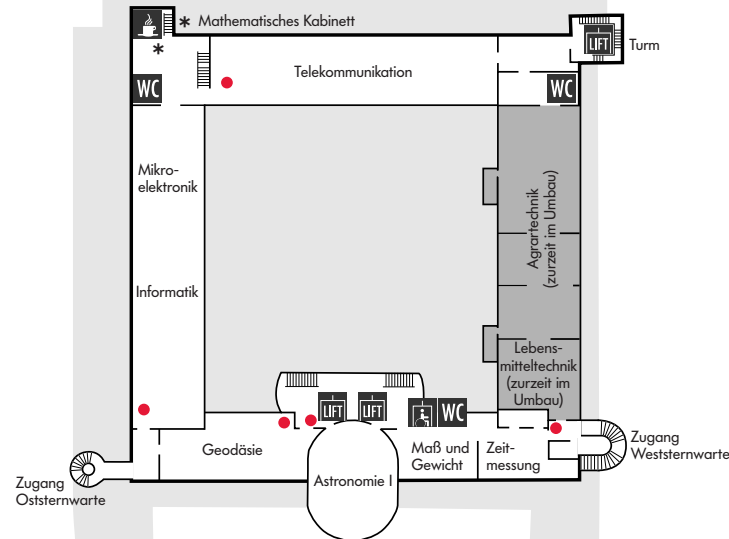 * Mathematisches Kabinett
*
LIFT
Turm
Telekommunikation
WC
WC
Mikro-
elektronik
Agrartechnik
(zurzeit im Umbau)
Informatik
Lebens-
mitteltechnik
(zurzeit im
Umbau)
LIFT
LIFT
WC
Geodäsie
Maß und
Gewicht
Zeit-
messung
Zugang
Weststernwarte
Astronomie I
Zugang
Oststernwarte